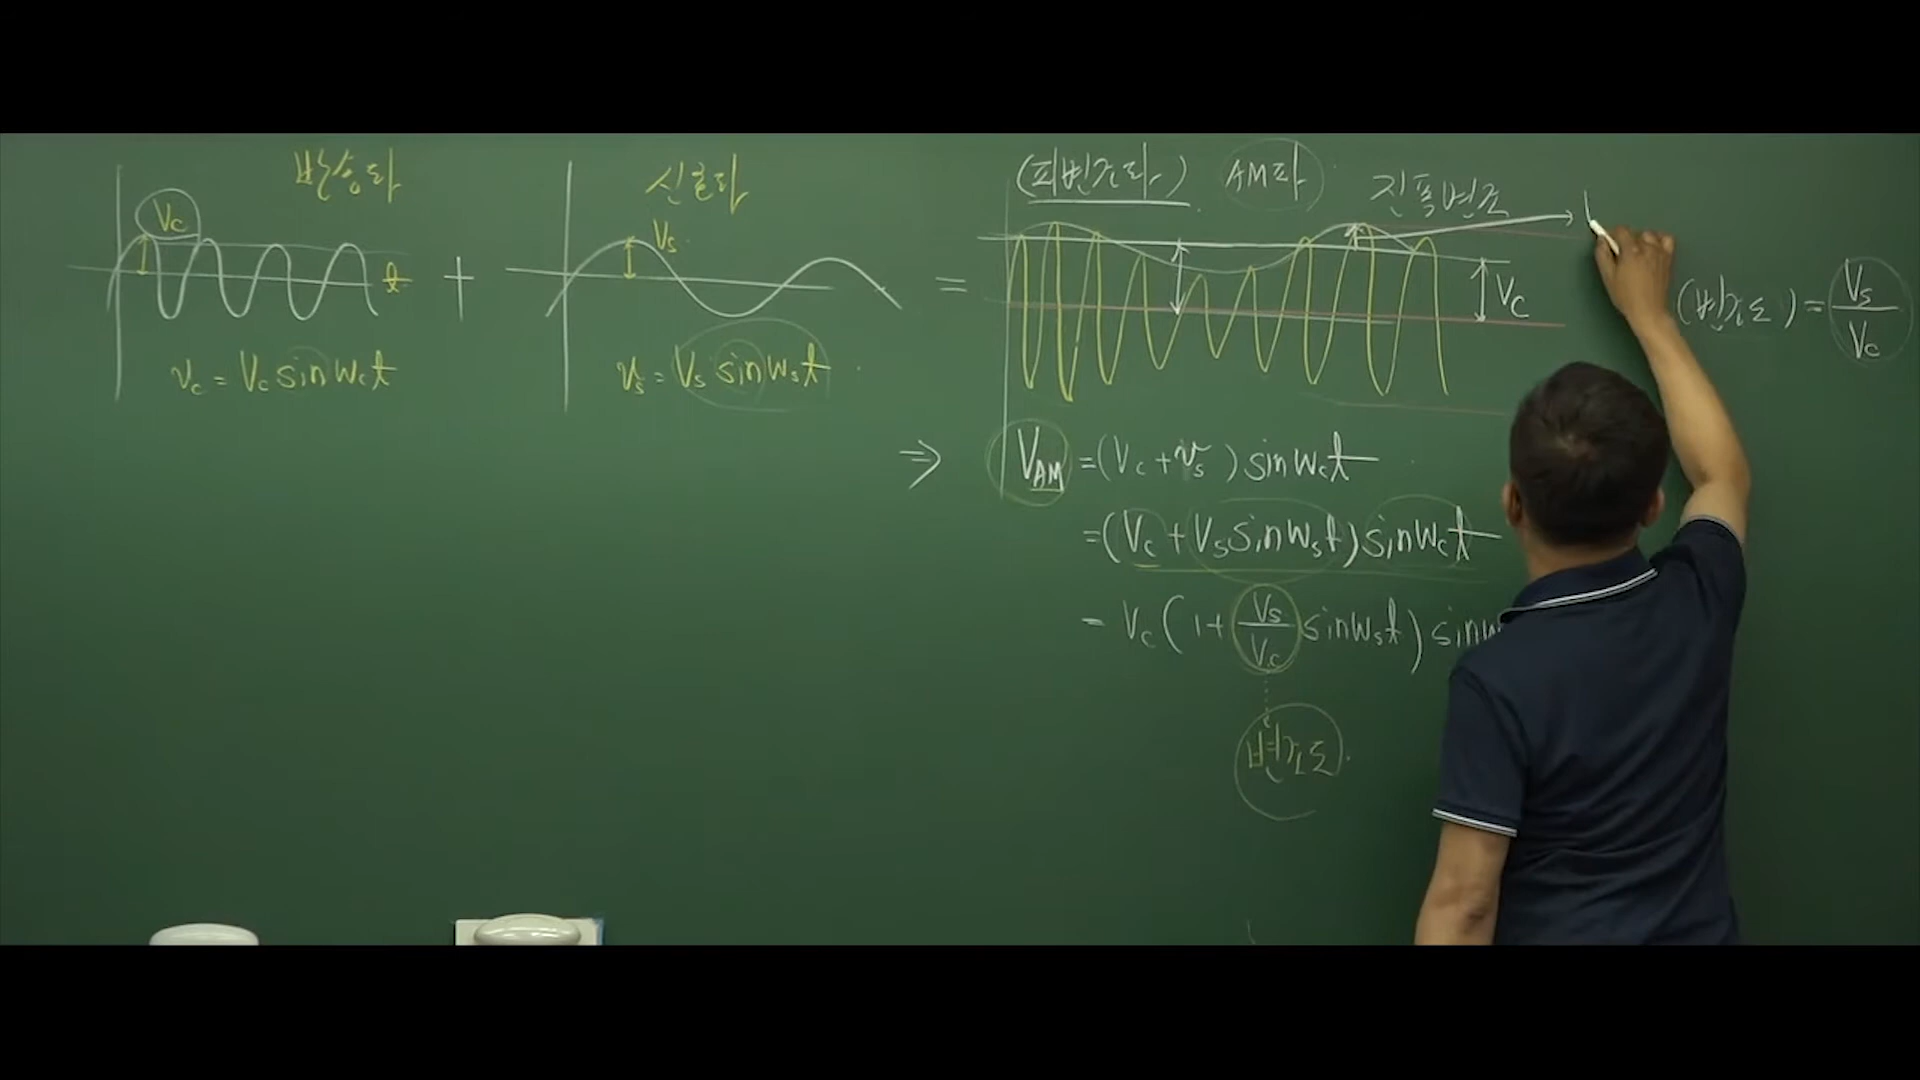 반송파
Vc
t
vc = Vc sin wct
+
신호파
Vs
vs = Vs sin wst
=
(피변조파) AM파 진폭변조
Vc
(변조도) = Vs/Vc
⇒ VAM = (Vc + vs) sin wct
= (Vc + Vs sin wst) sin wct
= Vc (1 + Vs/Vc sin wst) sin w
변조도